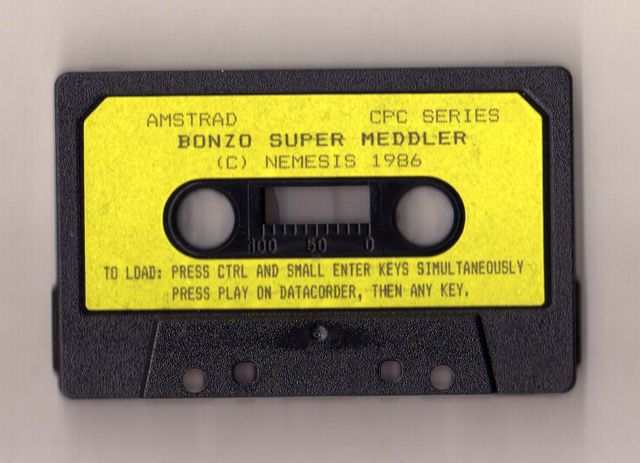 AMSTRAD CPC SERIES
BONZO SUPER MEDDLER
(C) NEMESIS 1986
100 50 0
TO LOAD: PRESS CTRL AND SMALL ENTER KEYS SIMULTANEOUSLY
PRESS PLAY ON DATACORDER, THEN ANY KEY.